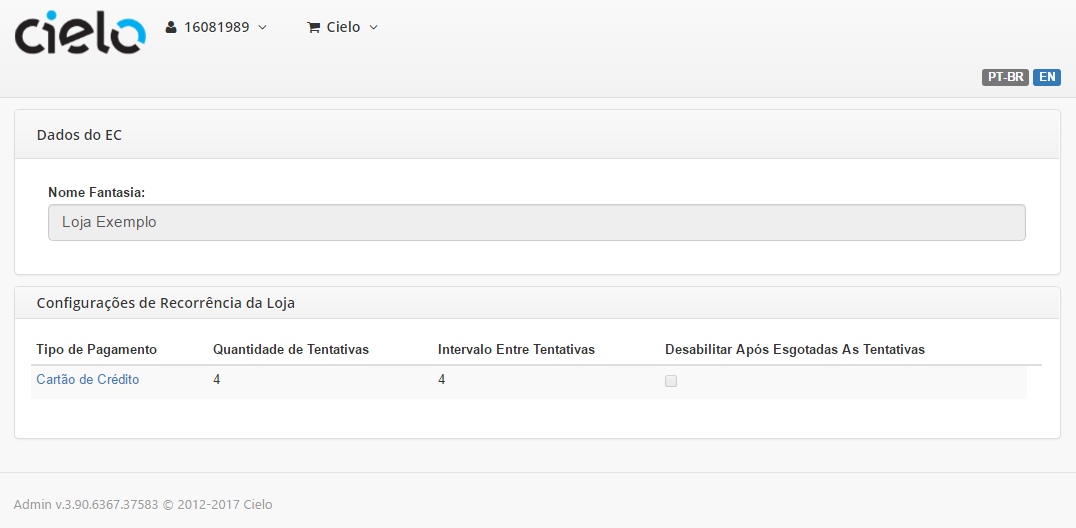 cielo 16081989 Cielo
PT-BR EN
Dados do EC
Nome Fantasia:
Loja Exemplo
Configurações de Recorrência da Loja
Tipo de Pagamento Quantidade de Tentativas Intervalo Entre Tentativas Desabilitar Após Esgotadas As Tentativas
Cartão de Crédito 4 4
Admin v.3.90.6367.37583 © 2012-2017 Cielo